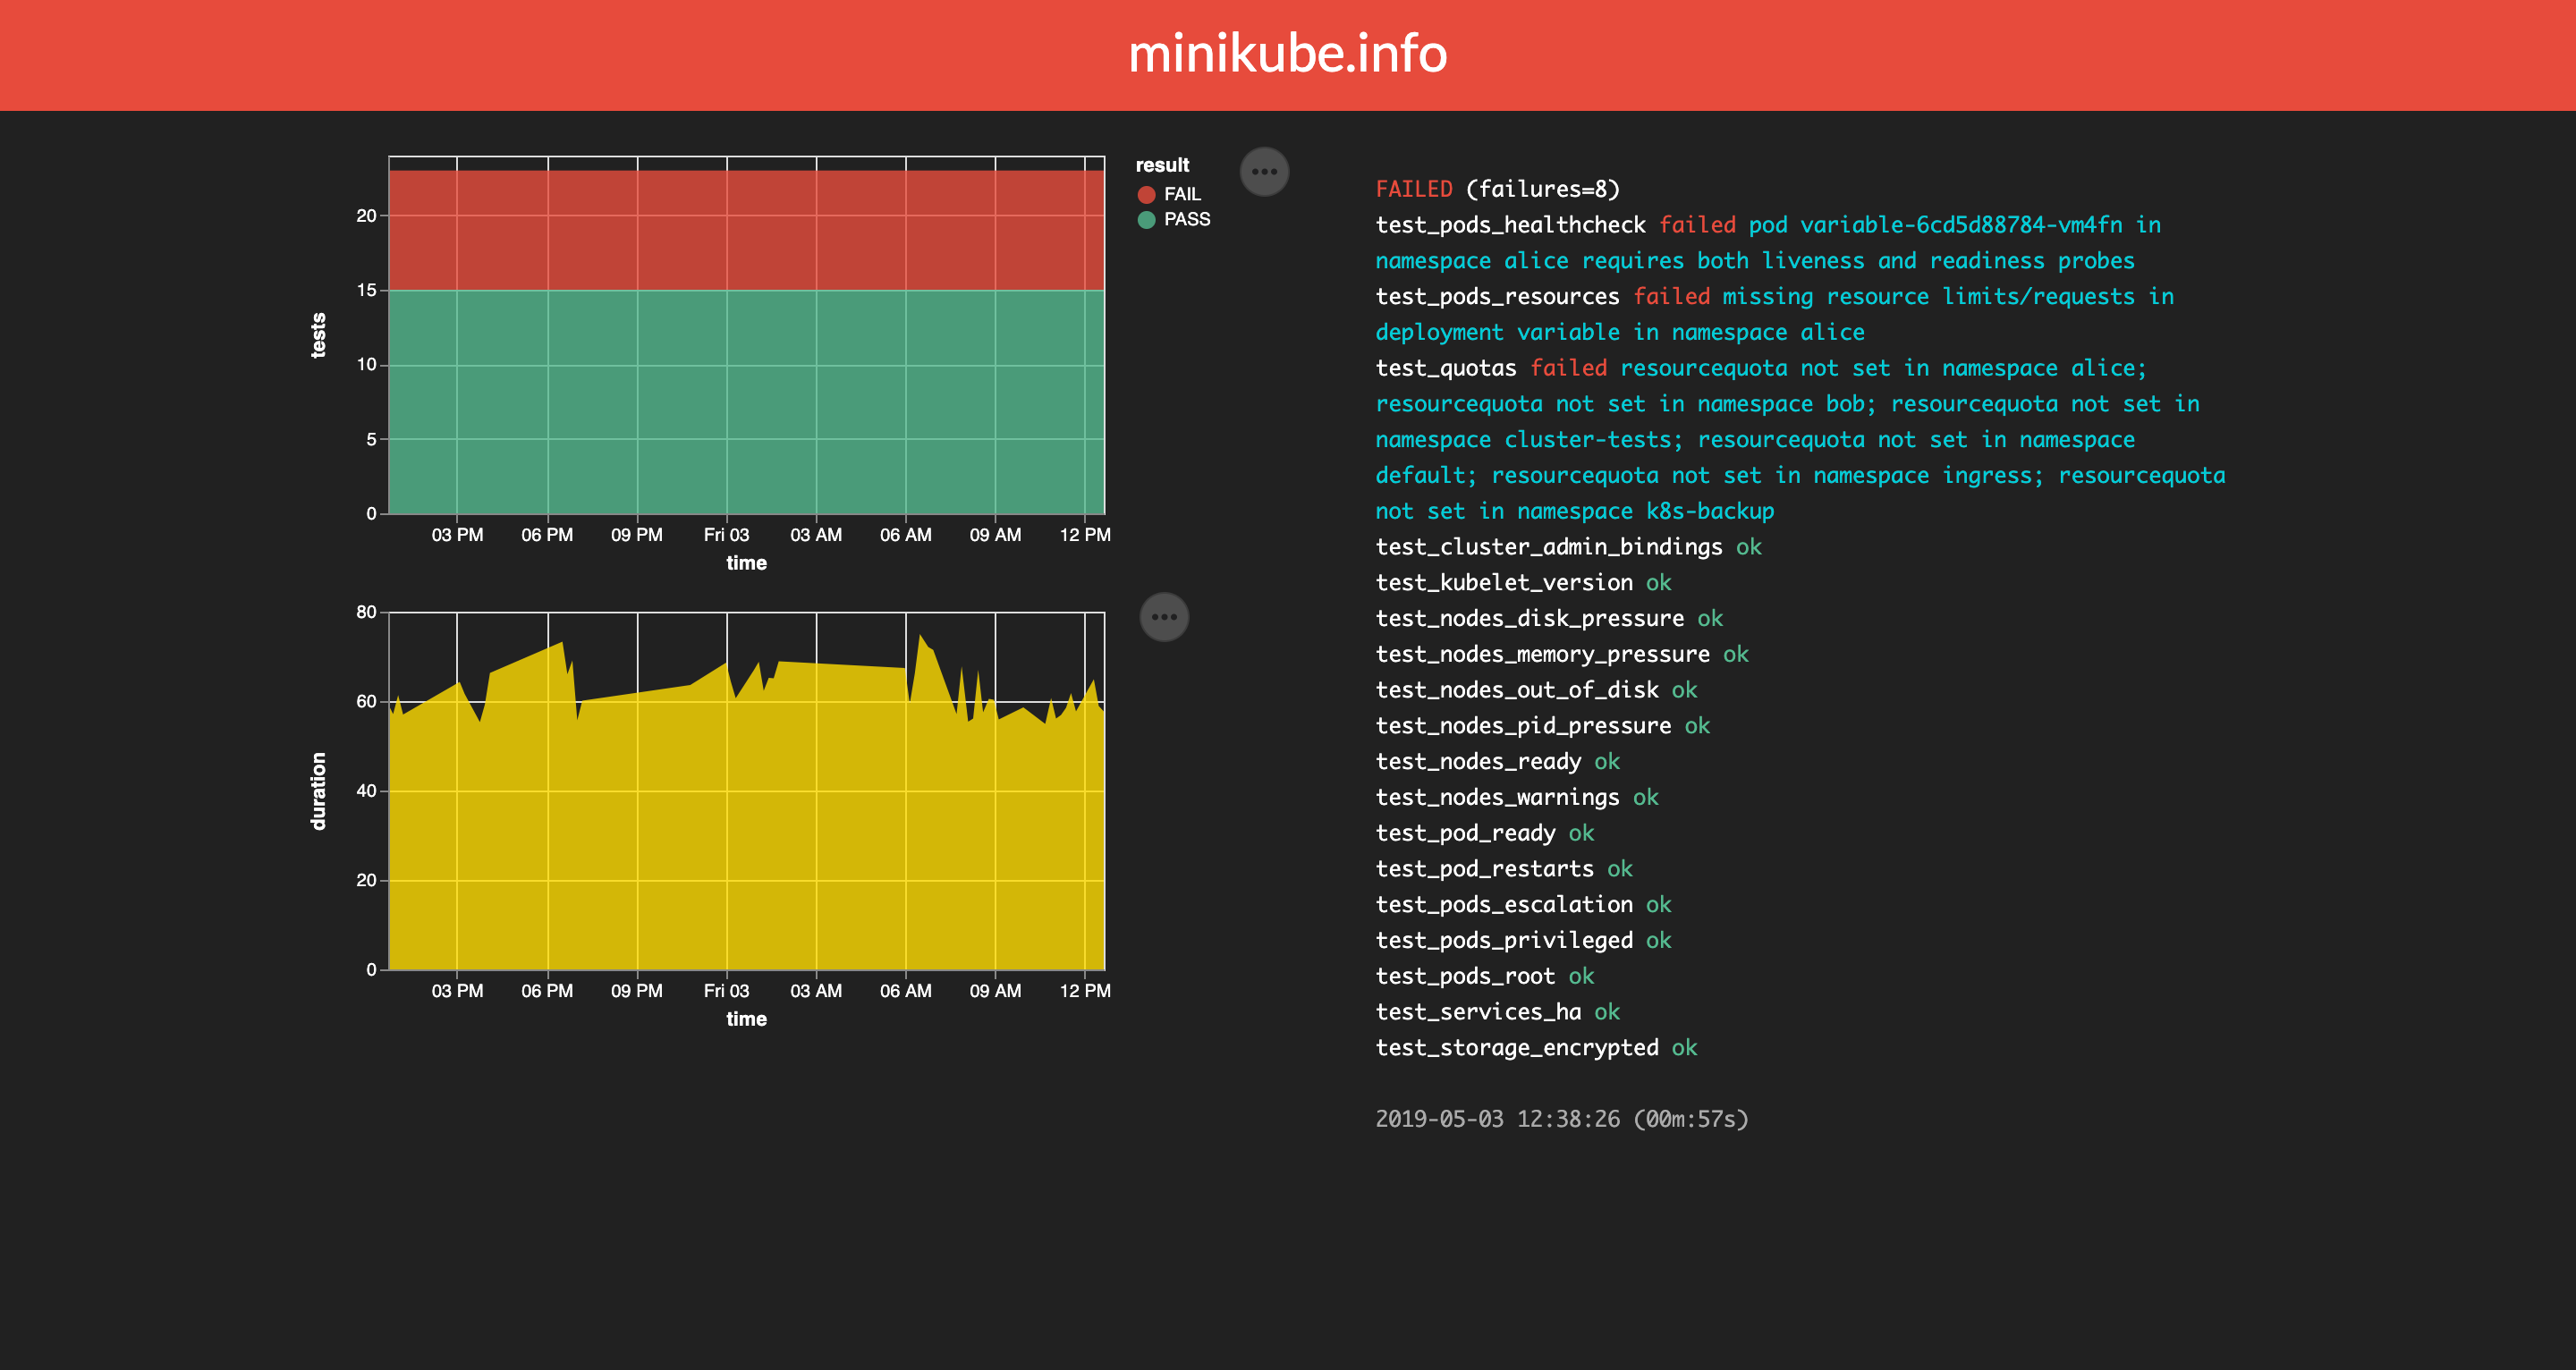 minikube.info
20
15
10
5
0
tests
03 PM 06 PM 09 PM Fri 03 03 AM 06 AM 09 AM 12 PM
time
result
FAIL
PASS
80
60
40
20
0
duration
03 PM 06 PM 09 PM Fri 03 03 AM 06 AM 09 AM 12 PM
time
FAILED (failures=8)
test_pods_healthcheck failed pod variable-6cd5d88784-vm4fn in
namespace alice requires both liveness and readiness probes
test_pods_resources failed missing resource limits/requests in
deployment variable in namespace alice
test_quotas failed resourcequota not set in namespace alice;
resourcequota not set in namespace bob; resourcequota not set in
namespace cluster-tests; resourcequota not set in namespace
default; resourcequota not set in namespace ingress; resourcequota
not set in namespace k8s-backup
test_cluster_admin_bindings ok
test_kubelet_version ok
test_nodes_disk_pressure ok
test_nodes_memory_pressure ok
test_nodes_out_of_disk ok
test_nodes_pid_pressure ok
test_nodes_ready ok
test_nodes_warnings ok
test_pod_ready ok
test_pod_restarts ok
test_pods_escalation ok
test_pods_privileged ok
test_pods_root ok
test_services_ha ok
test_storage_encrypted ok
2019-05-03 12:38:26 (00m:57s)